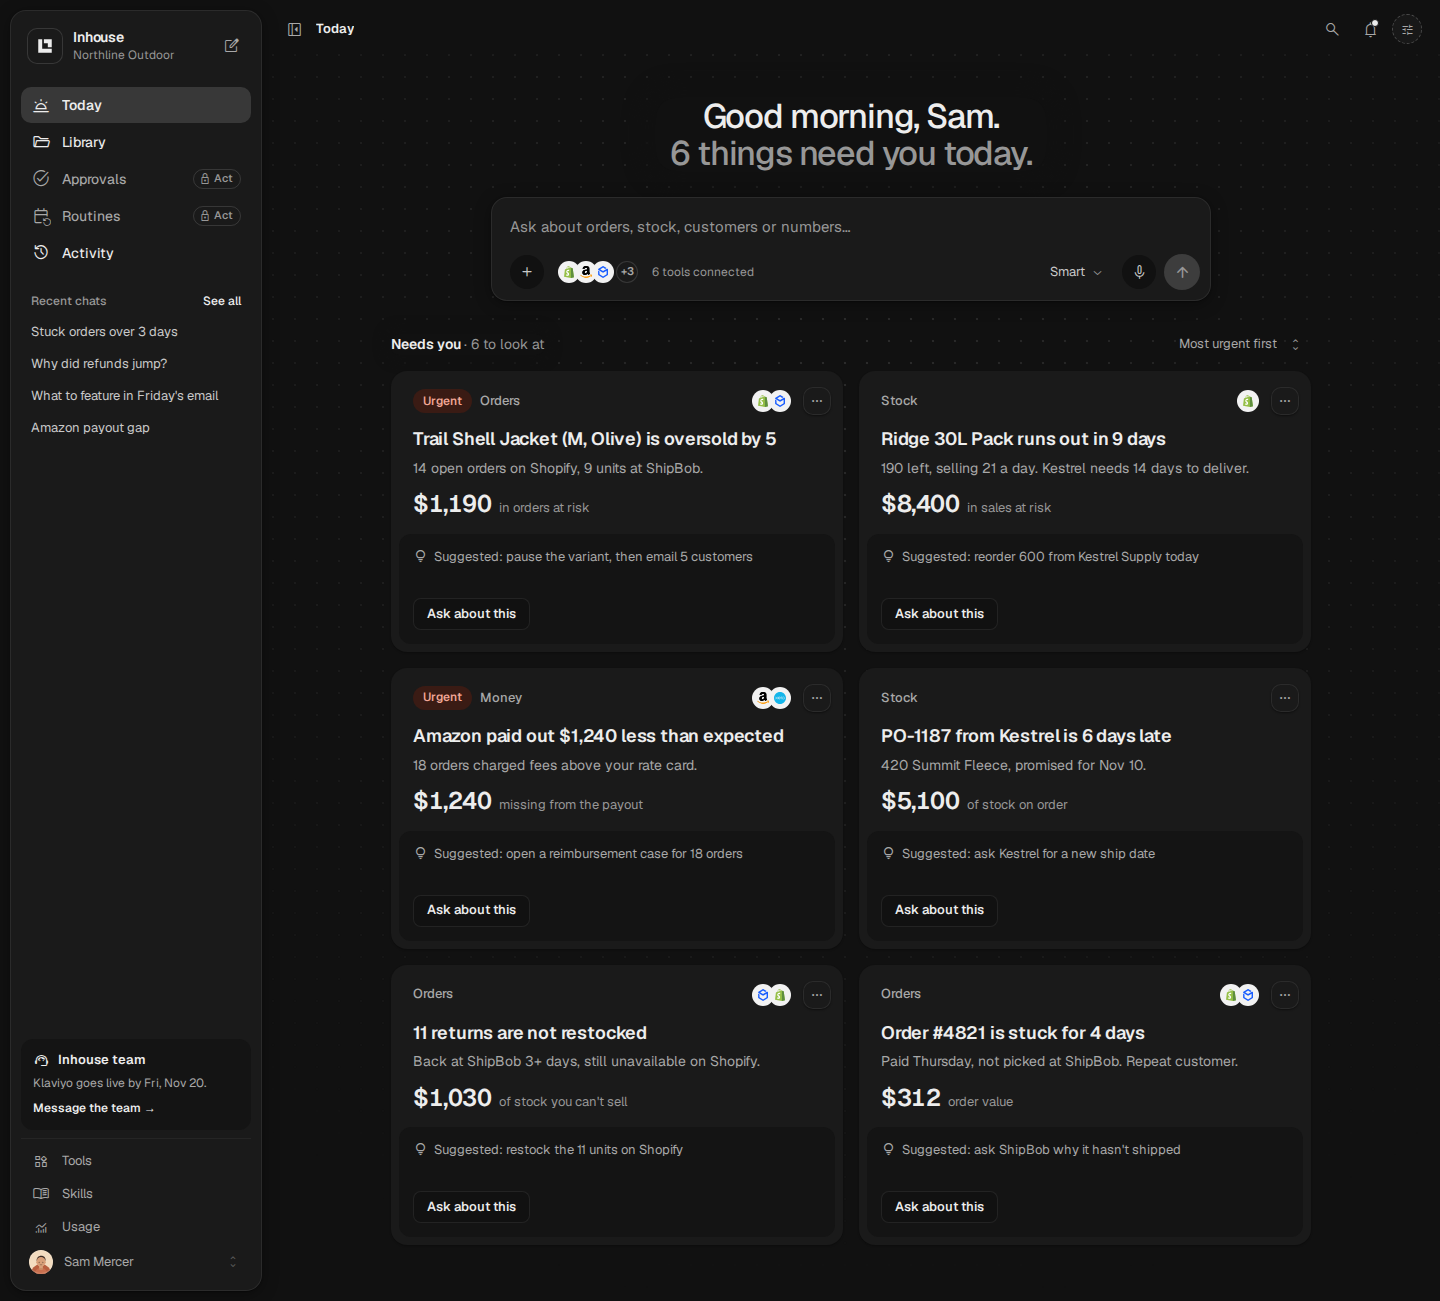 Inhouse
Northline Outdoor
Today
Library
Approvals
Act
Routines
Act
Activity
Recent chats
See all
Stuck orders over 3 days
Why did refunds jump?
What to feature in Friday's email
Amazon payout gap
Inhouse team
Klaviyo goes live by Fri, Nov 20.
Message the team →
Tools
Skills
Usage
Sam Mercer
Today
Good morning, Sam.
6 things need you today.
Ask about orders, stock, customers or numbers...
+3
6 tools connected
Smart
Needs you · 6 to look at
Most urgent first
Urgent
Orders
Trail Shell Jacket (M, Olive) is oversold by 5
14 open orders on Shopify, 9 units at ShipBob.
$1,190 in orders at risk
Suggested: pause the variant, then email 5 customers
Ask about this
Stock
Ridge 30L Pack runs out in 9 days
190 left, selling 21 a day. Kestrel needs 14 days to deliver.
$8,400 in sales at risk
Suggested: reorder 600 from Kestrel Supply today
Ask about this
Urgent
Money
Amazon paid out $1,240 less than expected
18 orders charged fees above your rate card.
$1,240 missing from the payout
Suggested: open a reimbursement case for 18 orders
Ask about this
Stock
PO-1187 from Kestrel is 6 days late
420 Summit Fleece, promised for Nov 10.
$5,100 of stock on order
Suggested: ask Kestrel for a new ship date
Ask about this
Orders
11 returns are not restocked
Back at ShipBob 3+ days, still unavailable on Shopify.
$1,030 of stock you can't sell
Suggested: restock the 11 units on Shopify
Ask about this
Orders
Order #4821 is stuck for 4 days
Paid Thursday, not picked at ShipBob. Repeat customer.
$312 order value
Suggested: ask ShipBob why it hasn't shipped
Ask about this